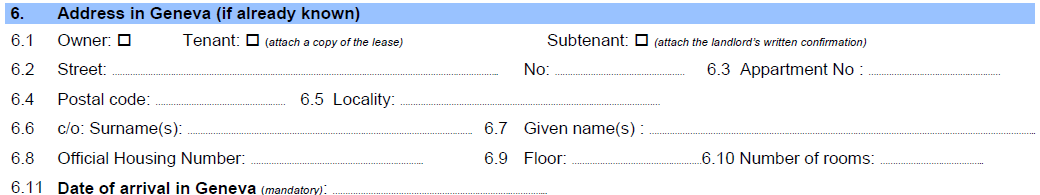 6. Address in Geneva (if already known)
6.1 Owner: ☐ Tenant: ☐ (attach a copy of the lease) Subtenant: ☐ (attach the landlord's written confirmation)
6.2 Street: No: 6.3 Appartment No :
6.4 Postal code: 6.5 Locality:
6.6 c/o: Surname(s): 6.7 Given name(s) :
6.8 Official Housing Number: 6.9 Floor: 6.10 Number of rooms:
6.11 Date of arrival in Geneva (mandatory):